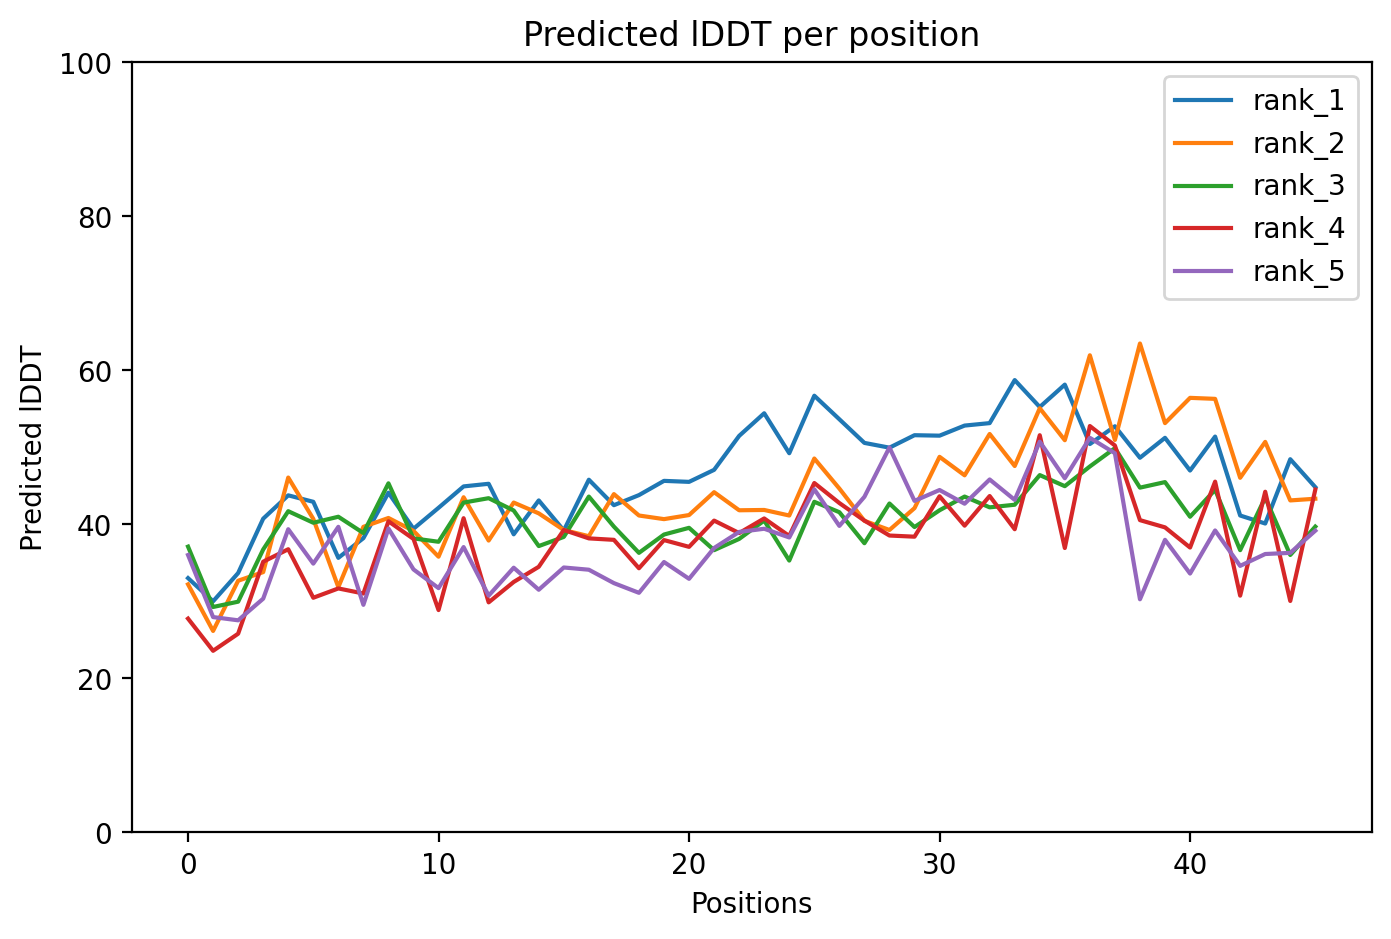 Predicted lDDT per position
100
80
60
40
20
0
Predicted lDDT
0 10 20 30 40
Positions
rank_1
rank_2
rank_3
rank_4
rank_5